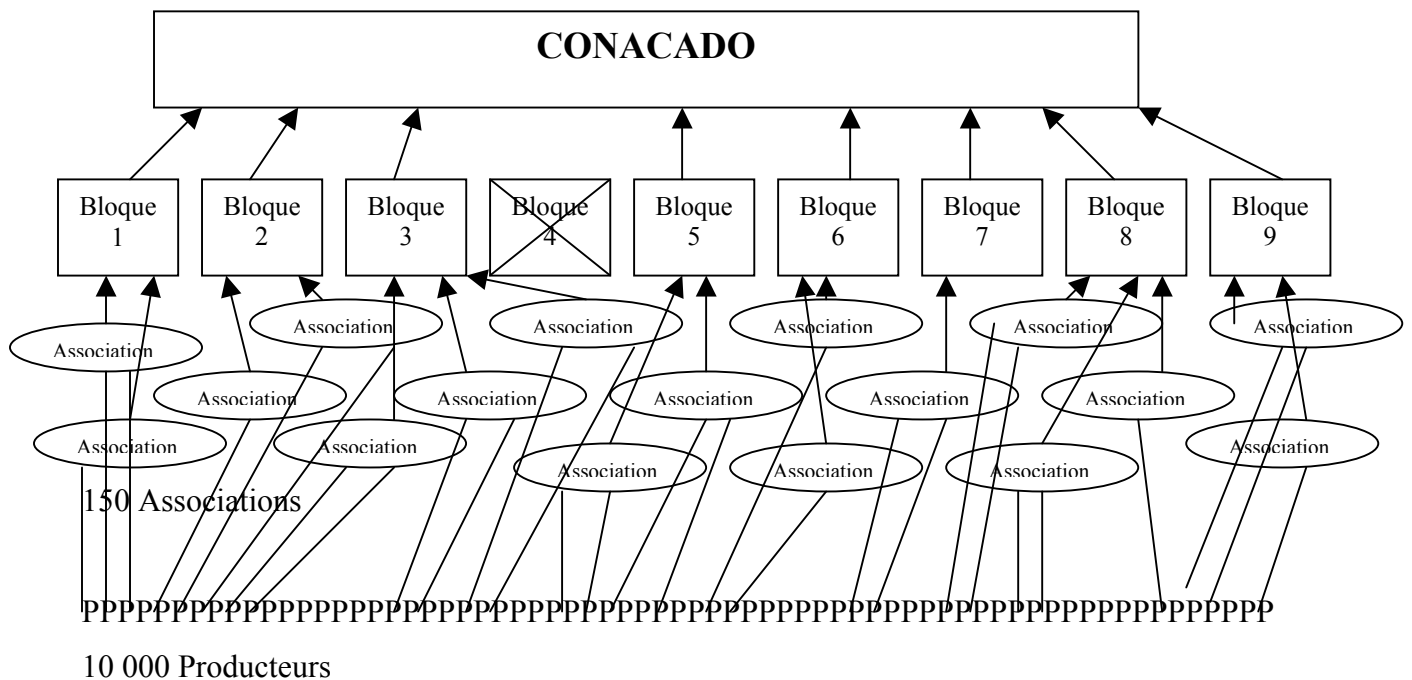 CONACADO
Bloque Bloque Bloque Bloque Bloque Bloque Bloque Bloque Bloque
1 2 3 4 5 6 7 8 9
Association Association Association Association Association
Association
Association Association Association Association Association
Association Association Association
Association Association Association
150 Associations
PPPPPPPPPPPPPPPPPPPPPPPPPPPPPPPPPPPPPPPPPPPPPPPPPPPPPPPPPPPPPPPPPPP
10 000 Producteurs